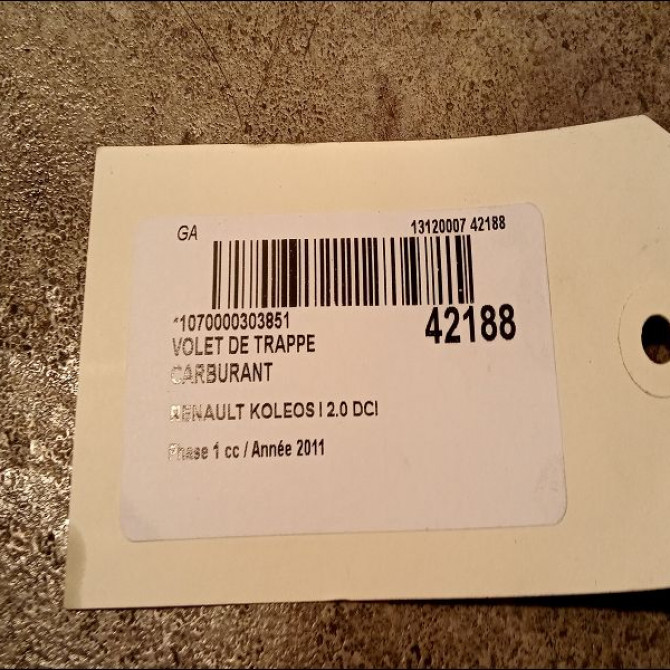 GA 13120007 42188
*1070000303851 42188
VOLET DE TRAPPE
CARBURANT
RENAULT KOLEOS I 2.0 DCI
Phase 1 cc / Année 2011